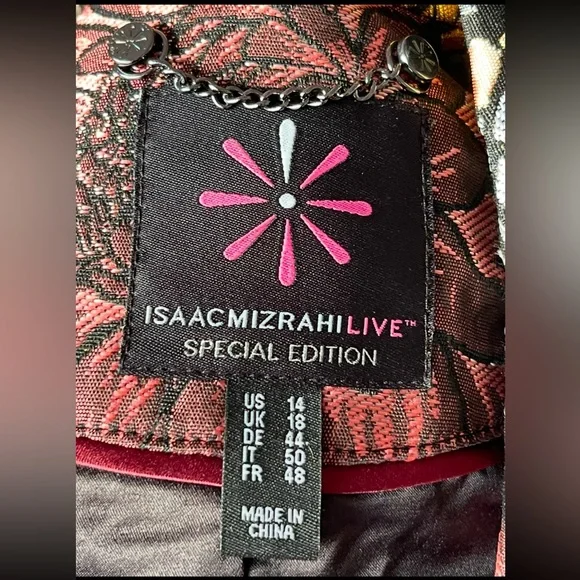 ISAACMIZRAHILIVE™
SPECIAL EDITION
US 14
UK 18
DE 44.
IT 50
FR 48
MADE IN
CHINA